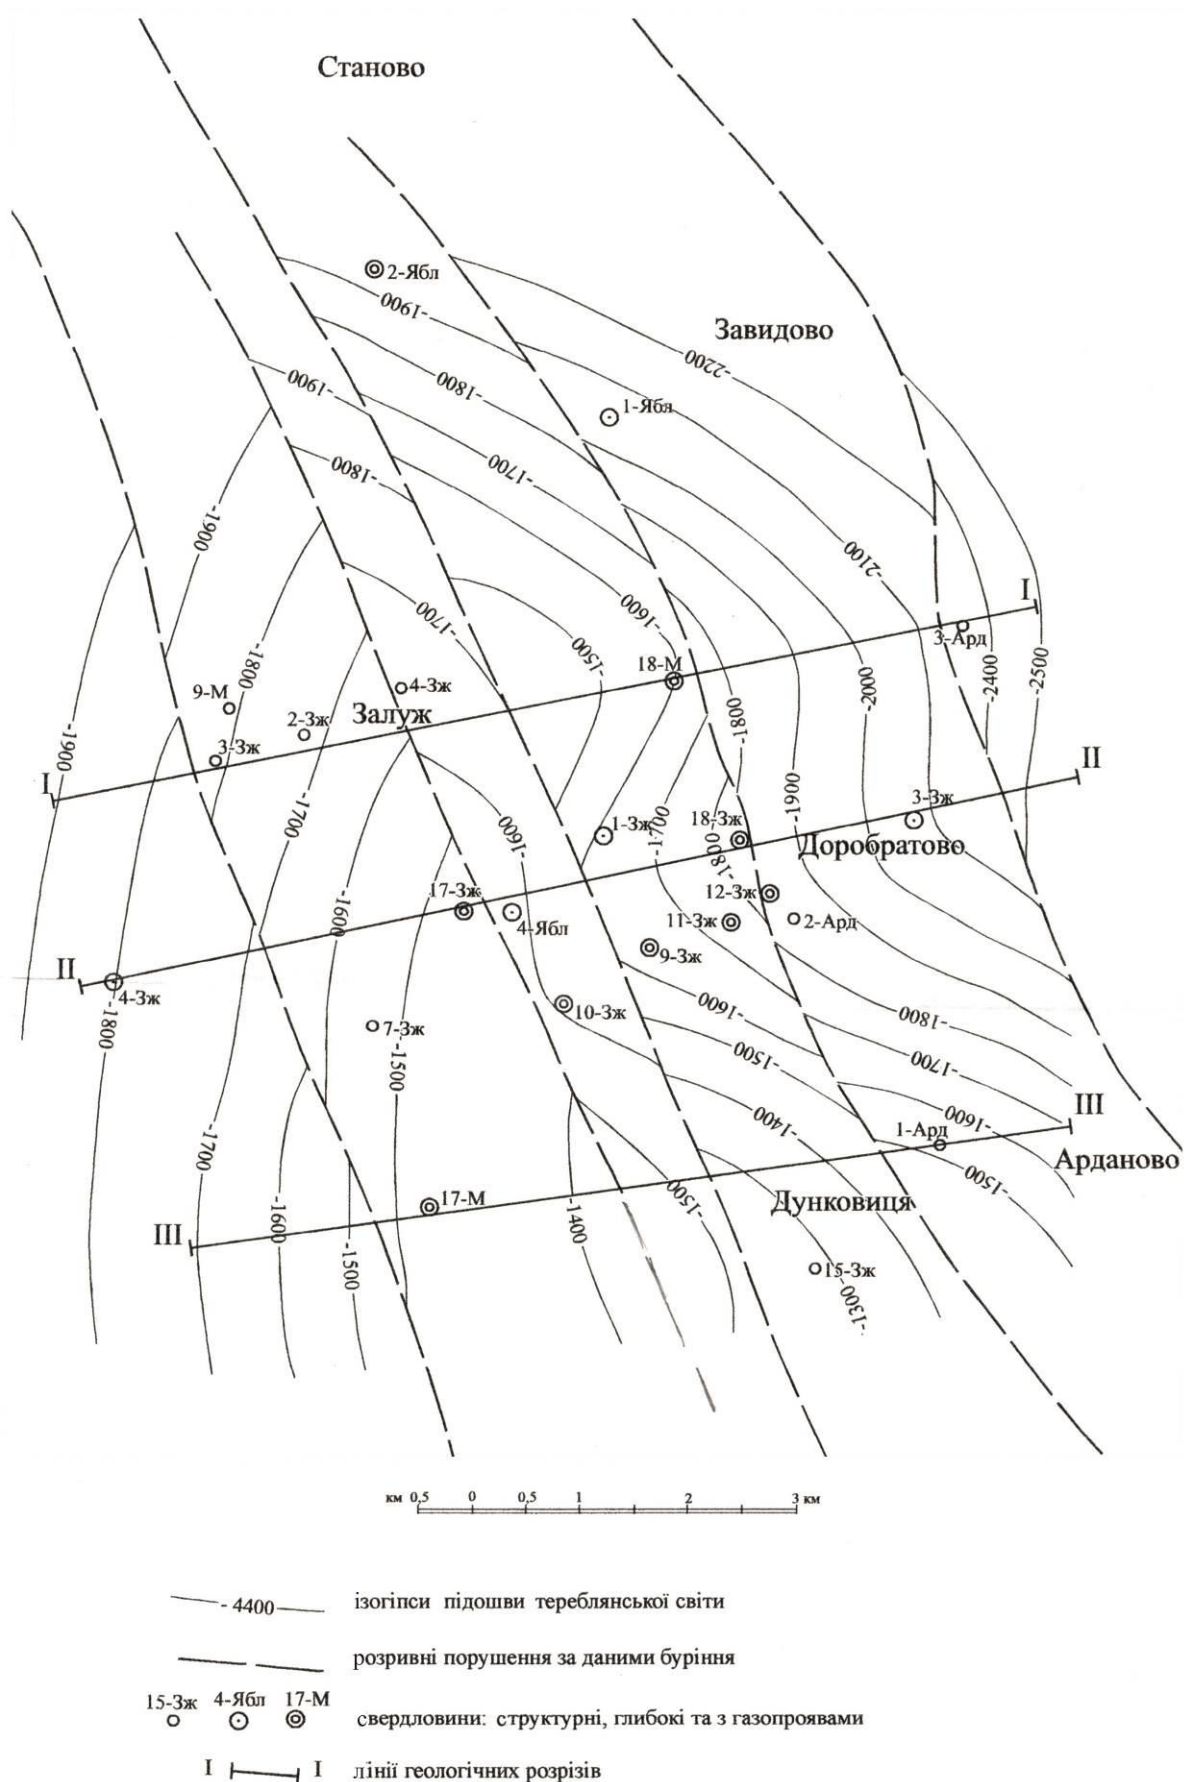 Станово
2-Ябл
-1900
Завидово
-2200
-1800
-1900
1-Ябл
-1700
-1800
-1900
-2100
-1600
-1700
I
-1500
3-Ард
-1800
18-М
-2400
-2500
-2000
4-Зж
9-М
Залуж
2-Зж
-1800
-1900
3-Зж
II
I
-1700
-1900
3-Зж
1-Зж
18-Зж
-1700
-1600
Доробратово
-1800
17-Зж
12-Зж
-1600
4-Ябл
11-Зж
2-Ард
9-Зж
II
4-Зж
10-Зж
-1600
-1800
-1800
7-Зж
-1500
-1500
-1700
-1400
-1600
III
1-Ард
-1700
Арданово
-1500
-1500
17-М
Дунковиця
-1600
III
-1400
-1500
15-Зж
-1300
км 0,5 0 0,5 1 2 3 км
- 4400
ізогіпси підошви тереблянської світи
розривні порушення за даними буріння
15-Зж 4-Ябл 17-М
свердловини: структурні, глибокі та з газопроявами
I I лінії геологічних розрізів